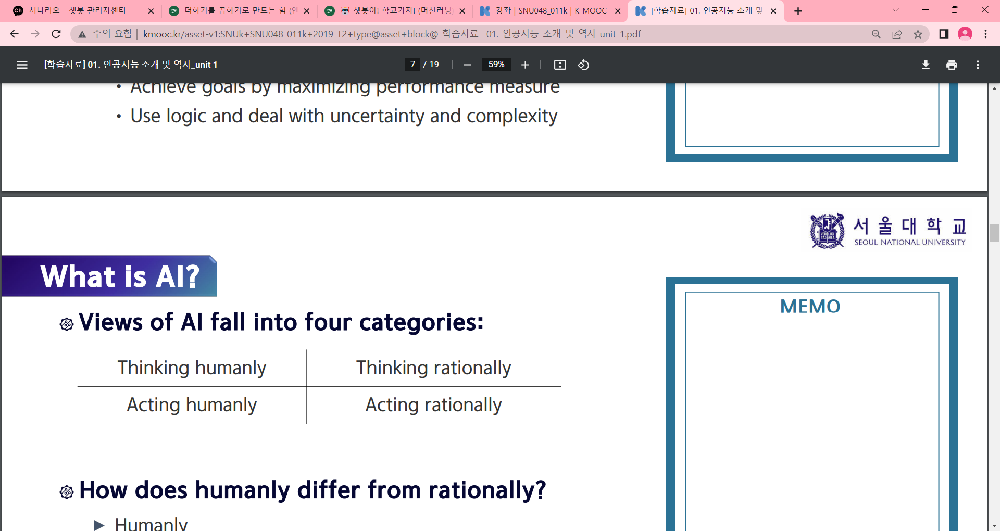 시나리오 - 챗봇 관리자센터
더하기를 곱하기로 만드는 힘 (엔
챗봇아! 학교가자! (머신러닝
강좌 | SNU048_011k | K-MOOC
[학습자료] 01. 인공지능 소개 및
주의 요함 | kmooc.kr/asset-v1:SNUk+SNU048_011k+2019_T2+type@asset+block@_학습자료__01._인공지능_소개_및_역사_unit_1.pdf
[학습자료] 01. 인공지능 소개 및 역사_unit 1
7 / 19
59%
• Achieve goals by maximizing performance measure
• Use logic and deal with uncertainty and complexity
서울대학교
SEOUL NATIONAL UNIVERSITY
VERI LUX
TAS MEA
What is AI?
MEMO
Views of AI fall into four categories:
Thinking humanly Thinking rationally
Acting humanly Acting rationally
How does humanly differ from rationally?
Humanly